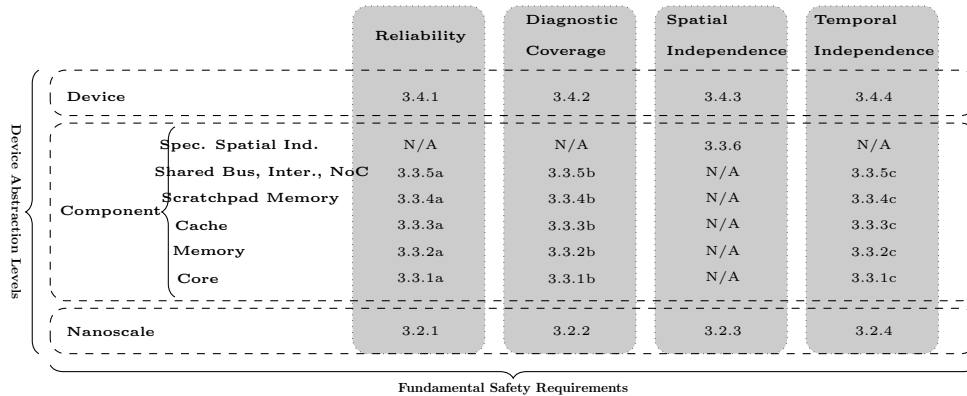 Reliability
Diagnostic
Coverage
Spatial
Independence
Temporal
Independence
Device Abstraction Levels
Device 3.4.1 3.4.2 3.4.3 3.4.4
Component
Spec. Spatial Ind. N/A N/A 3.3.6 N/A
Shared Bus, Inter., NoC 3.3.5a 3.3.5b N/A 3.3.5c
Scratchpad Memory 3.3.4a 3.3.4b N/A 3.3.4c
Cache 3.3.3a 3.3.3b N/A 3.3.3c
Memory 3.3.2a 3.3.2b N/A 3.3.2c
Core 3.3.1a 3.3.1b N/A 3.3.1c
Nanoscale 3.2.1 3.2.2 3.2.3 3.2.4
Fundamental Safety Requirements